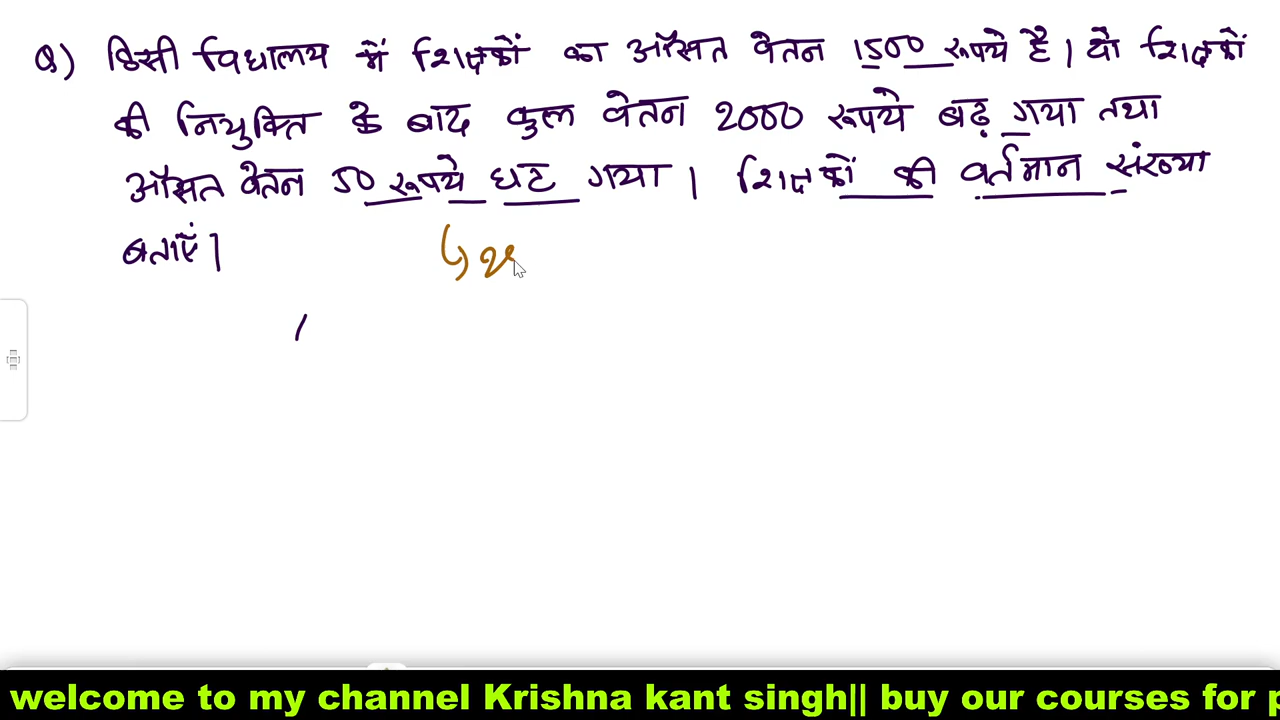 Q) किसी विद्यालय में शिक्षकों का औसत वेतन 1500 रूपये है। दो शिक्षकों
की नियुक्ति के बाद कुल वेतन 2000 रूपये बढ़ गया तथा
औसत वेतन 50 रूपये घट गया। शिक्षकों की वर्तमान संख्या
बताएँ।
welcome to my channel Krishna kant singh|| buy our courses for p